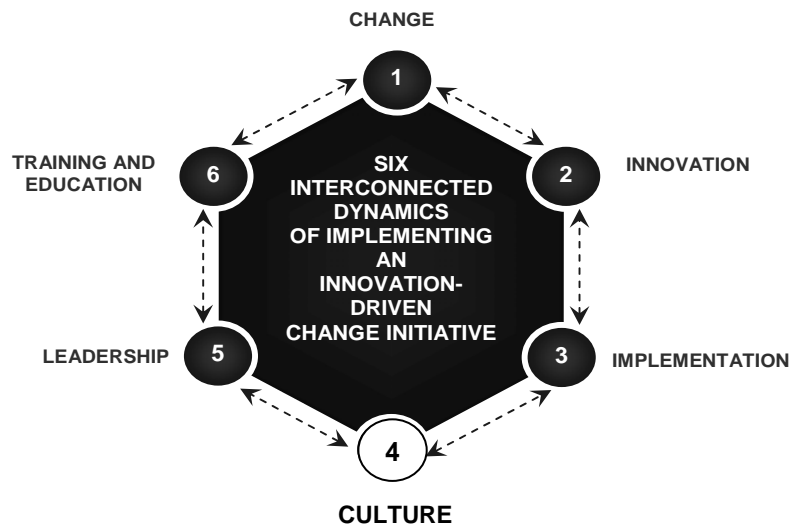 CHANGE
1
2
INNOVATION
3
IMPLEMENTATION
4
CULTURE
5
LEADERSHIP
6
TRAINING AND
EDUCATION
SIX
INTERCONNECTED
DYNAMICS
OF IMPLEMENTING
AN
INNOVATION-
DRIVEN
CHANGE INITIATIVE